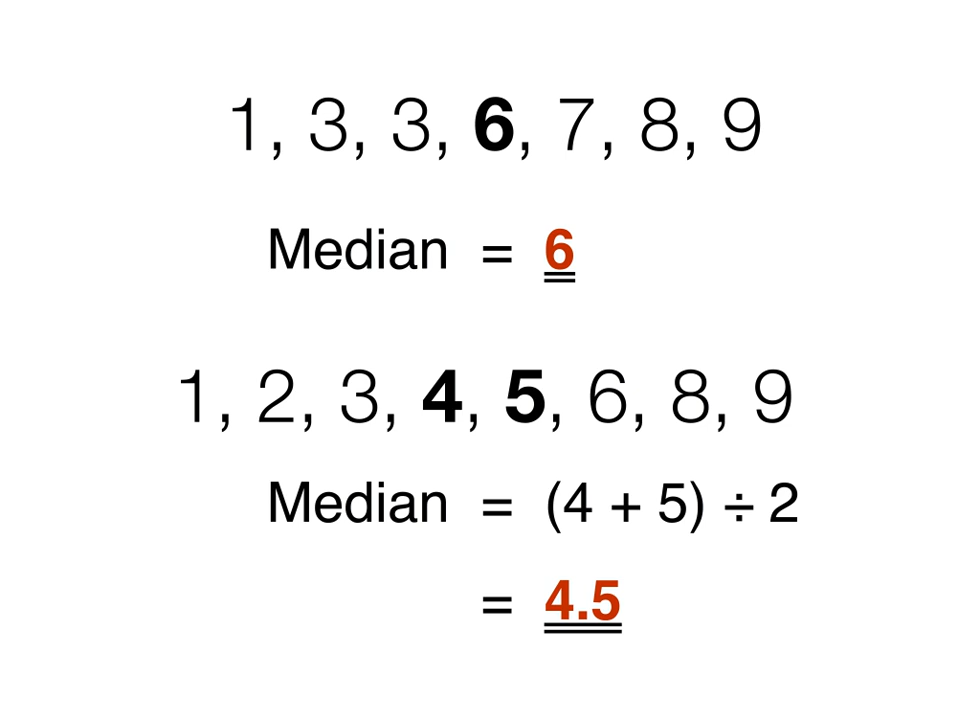 1, 3, 3, 6, 7, 8, 9
Median = 6
1, 2, 3, 4, 5, 6, 8, 9
Median = (4 + 5) ÷ 2
= 4.5